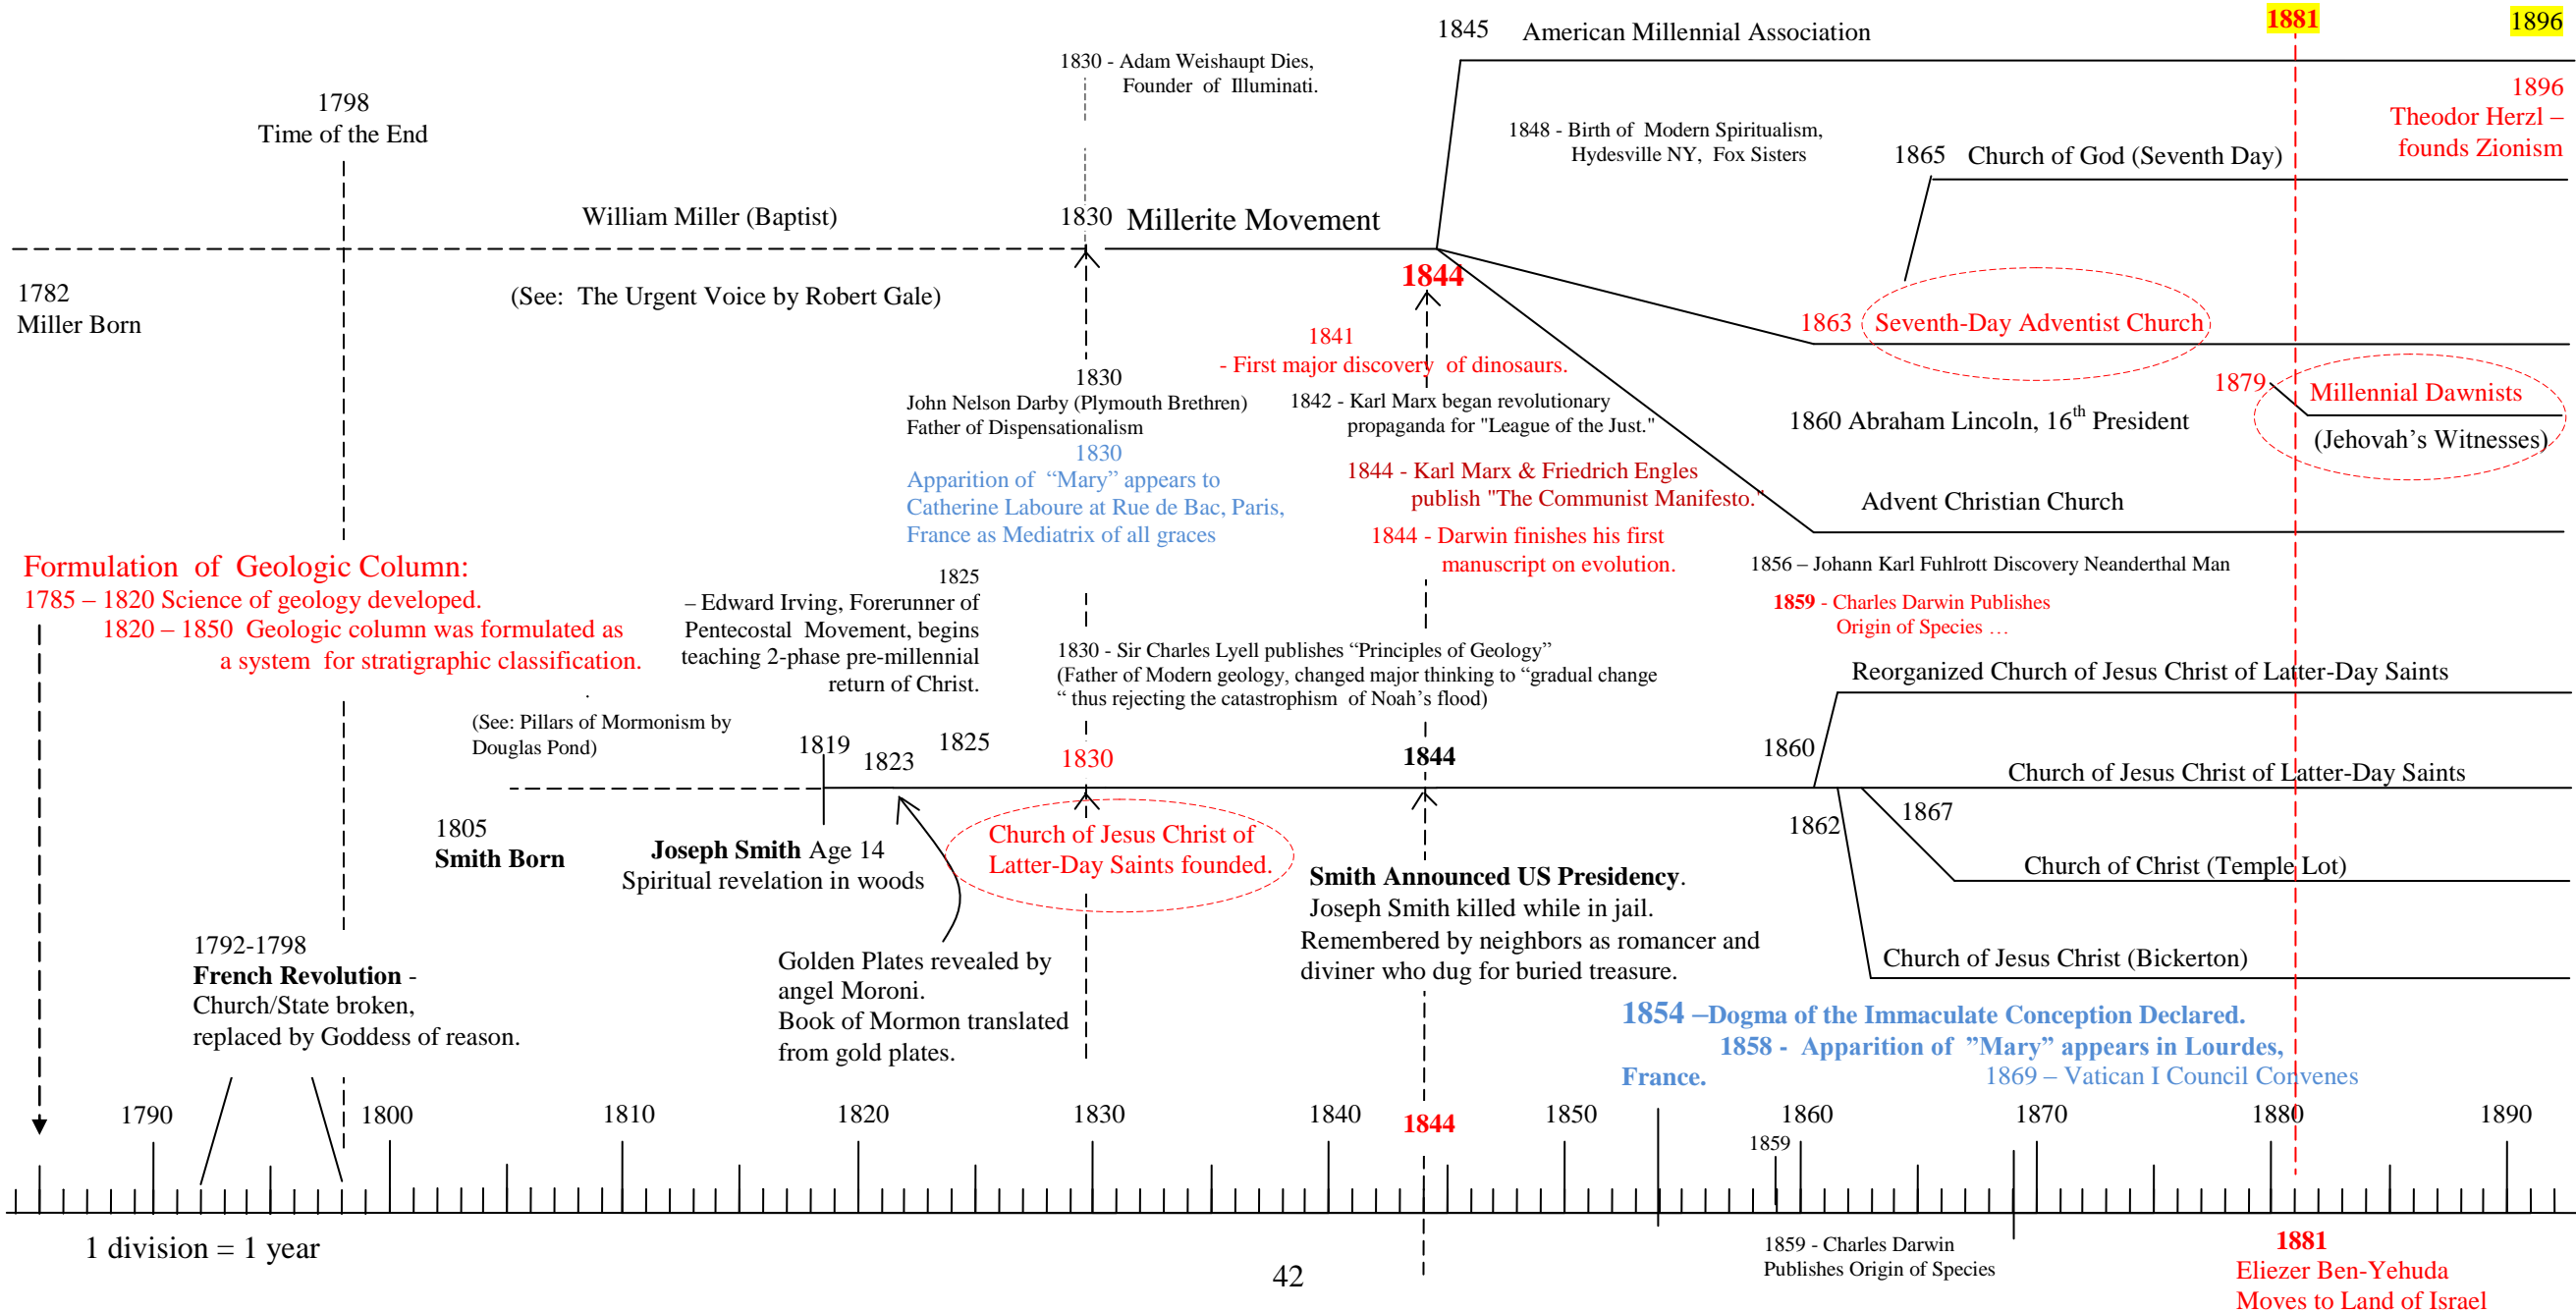 1845 American Millennial Association
1881
1896
1830 - Adam Weishaupt Dies,
Founder of Illuminati.
1798
Time of the End
1848 - Birth of Modern Spiritualism,
Hydesville NY, Fox Sisters
1865 Church of God (Seventh Day)
1896
Theodor Herzl –
founds Zionism
William Miller (Baptist)
1830 Millerite Movement
1844
1782
Miller Born
(See: The Urgent Voice by Robert Gale)
1863 Seventh-Day Adventist Church
1841
- First major discovery of dinosaurs.
1879 Millennial Dawnists
(Jehovah’s Witnesses)
1830
John Nelson Darby (Plymouth Brethren)
Father of Dispensationalism
1842 - Karl Marx began revolutionary
propaganda for "League of the Just."
1860 Abraham Lincoln, 16th President
1830
Apparition of “Mary” appears to
Catherine Laboure at Rue de Bac, Paris,
France as Mediatrix of all graces
1844 - Karl Marx & Friedrich Engles
publish "The Communist Manifesto."
Advent Christian Church
1844 - Darwin finishes his first
manuscript on evolution.
Formulation of Geologic Column:
1785 – 1820 Science of geology developed.
1820 – 1850 Geologic column was formulated as
a system for stratigraphic classification.
.
1825
– Edward Irving, Forerunner of
Pentecostal Movement, begins
teaching 2-phase pre-millennial
return of Christ.
1856 – Johann Karl Fuhlrott Discovery Neanderthal Man
1859 - Charles Darwin Publishes
Origin of Species …
1830 - Sir Charles Lyell publishes “Principles of Geology”
(Father of Modern geology, changed major thinking to “gradual change
“ thus rejecting the catastrophism of Noah’s flood)
Reorganized Church of Jesus Christ of Latter-Day Saints
(See: Pillars of Mormonism by
Douglas Pond)
1819
1823
1825
1830
1844
1860
Church of Jesus Christ of Latter-Day Saints
1867
1862
1805
Smith Born
Joseph Smith Age 14
Spiritual revelation in woods
Church of Jesus Christ of
Latter-Day Saints founded.
Church of Christ (Temple Lot)
Smith Announced US Presidency.
Joseph Smith killed while in jail.
Remembered by neighbors as romancer and
diviner who dug for buried treasure.
1792-1798
French Revolution -
Church/State broken,
replaced by Goddess of reason.
Golden Plates revealed by
angel Moroni.
Book of Mormon translated
from gold plates.
Church of Jesus Christ (Bickerton)
1854 –Dogma of the Immaculate Conception Declared.
1858 - Apparition of ”Mary” appears in Lourdes,
France.
1869 – Vatican I Council Convenes
1790
1800
1810
1820
1830
1840
1844
1850
1859
1860
1870
1880
1890
1 division = 1 year
42
1859 - Charles Darwin
Publishes Origin of Species
1881
Eliezer Ben-Yehuda
Moves to Land of Israel